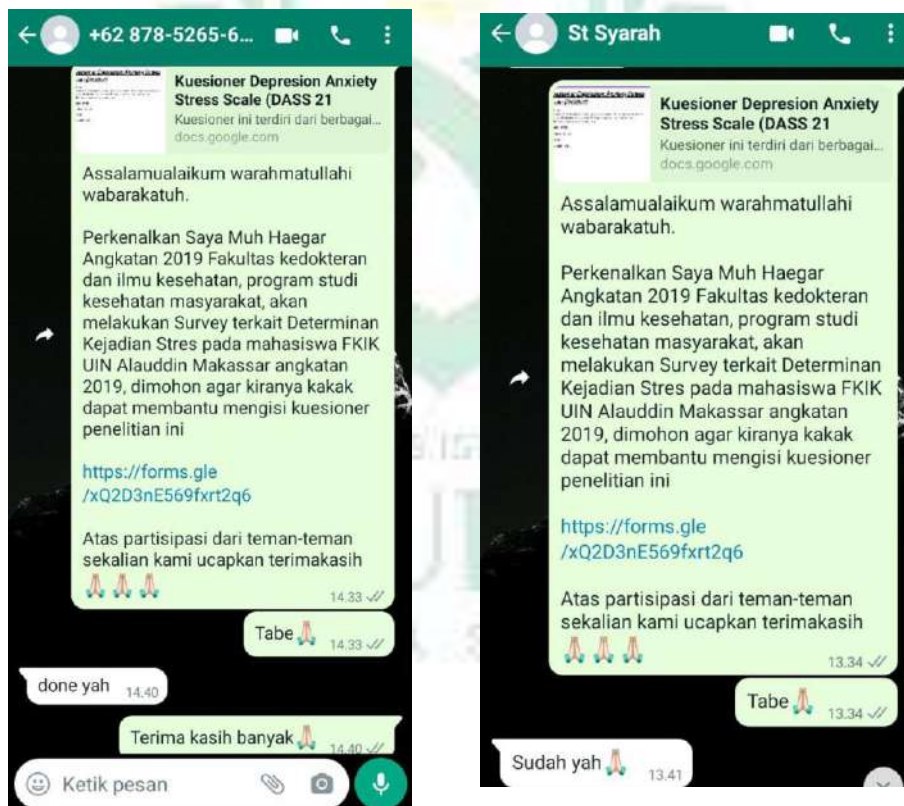 +62 878-5265-6...
Kuesioner Depresion Anxiety
Stress Scale (DASS 21
Kuesioner ini terdiri dari berbagai...
docs.google.com
Assalamualaikum warahmatullahi
wabarakatuh.
Perkenalkan Saya Muh Haegar
Angkatan 2019 Fakultas kedokteran
dan ilmu kesehatan, program studi
kesehatan masyarakat, akan
melakukan Survey terkait Determinan
Kejadian Stres pada mahasiswa FKIK
UIN Alauddin Makassar angkatan
2019, dimohon agar kiranya kakak
dapat membantu mengisi kuesioner
penelitian ini
https://forms.gle
/xQ2D3nE569fxrt2q6
Atas partisipasi dari teman-teman
sekalian kami ucapkan terimakasih
🙏🙏🙏
14.33
Tabe🙏 14.33
done yah 14.40
Terima kasih banyak🙏 14.40
Ketik pesan
St Syarah
Kuesioner Depresion Anxiety
Stress Scale (DASS 21
Kuesioner ini terdiri dari berbagai...
docs.google.com
Assalamualaikum warahmatullahi
wabarakatuh.
Perkenalkan Saya Muh Haegar
Angkatan 2019 Fakultas kedokteran
dan ilmu kesehatan, program studi
kesehatan masyarakat, akan
melakukan Survey terkait Determinan
Kejadian Stres pada mahasiswa FKIK
UIN Alauddin Makassar angkatan
2019, dimohon agar kiranya kakak
dapat membantu mengisi kuesioner
penelitian ini
https://forms.gle
/xQ2D3nE569fxrt2q6
Atas partisipasi dari teman-teman
sekalian kami ucapkan terimakasih
🙏🙏🙏
13.34
Tabe🙏 13.34
Sudah yah🙏 13.41